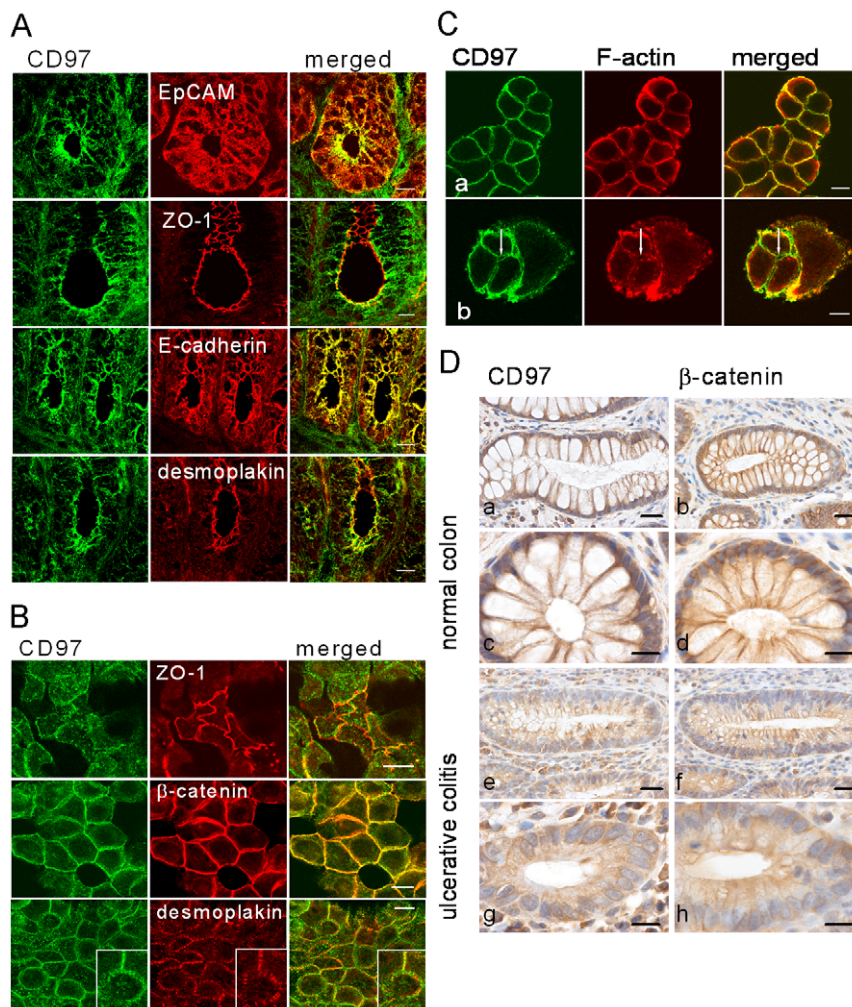 A
CD97 merged
EpCAM
ZO-1
E-cadherin
desmoplakin
B
CD97 merged
ZO-1
β-catenin
desmoplakin
C
CD97 F-actin merged
a
b
D
CD97 β-catenin
normal colon
a b
c d
ulcerative colitis
e f
g h